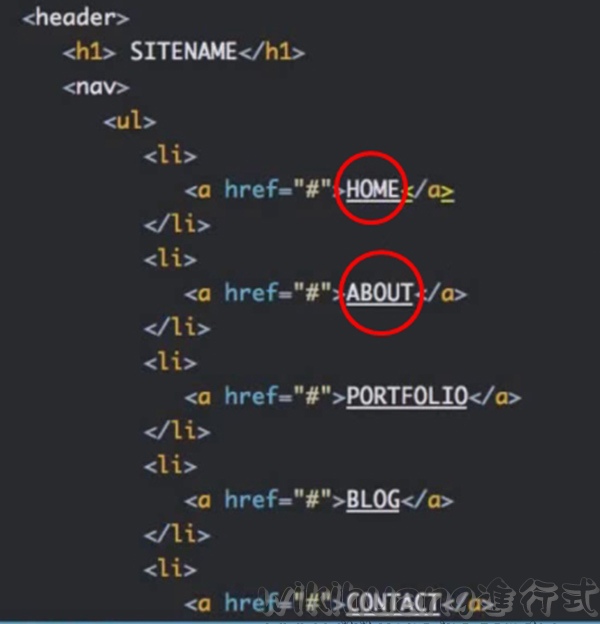 <header>
<h1> SITENAME</h1>
<nav>
<ul>
<li>
<a href="#">HOME</a>
</li>
<li>
<a href="#">ABOUT</a>
</li>
<li>
<a href="#">PORTFOLIO</a>
</li>
<li>
<a href="#">BLOG</a>
</li>
<li>
<a href="#">CONTACT</a>
進行式